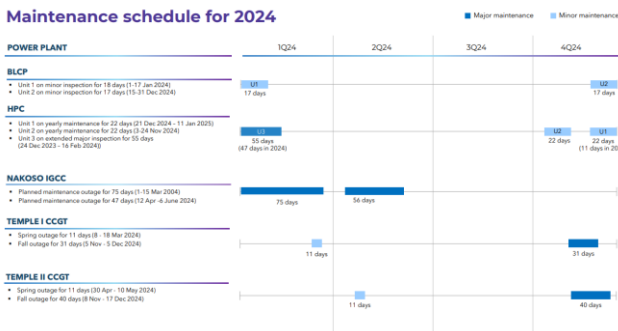 Maintenance schedule for 2024
Major maintenance
Minor maintenance
POWER PLANT
1Q24
2Q24
3Q24
4Q24
BLCP
• Unit 1 on minor inspection for 18 days (1-17 Jan 2024)
• Unit 2 on minor inspection for 17 days (15-31 Dec 2024)
U1
17 days
U2
17 days
HPC
• Unit 1 on yearly maintenance for 22 days (21 Dec 2024 – 11 Jan 2025)
• Unit 2 on yearly maintenance for 22 days (3-24 Nov 2024)
• Unit 3 on extended major inspection for 55 days
(24 Dec 2023 - 16 Feb 2024))
U3
55 days
(47 days in 2024)
U2
22 days
U1
22 days
(11 days in 20
NAKOSO IGCC
• Planned maintenance outage for 75 days (1-15 Mar 2004)
• Planned maintenance outage for 47 days (12 Apr -6 June 2024)
75 days
56 days
TEMPLE I CCGT
• Spring outage for 11 days (8 - 18 Mar 2024)
• Fall outage for 31 days (5 Nov - 5 Dec 2024)
11 days
31 days
TEMPLE II CCGT
• Spring outage for 11 days (30 Apr - 10 May 2024)
• Fall outage for 40 days (8 Nov - 17 Dec 2024)
11 days
40 days